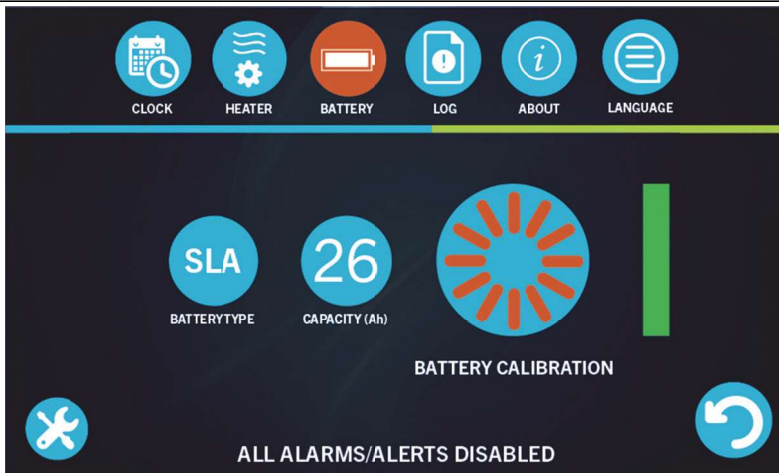 CLOCK HEATER BATTERY LOG ABOUT LANGUAGE
SLA 26
BATTERYTYPE CAPACITY (Ah)
BATTERY CALIBRATION
ALL ALARMS/ALERTS DISABLED